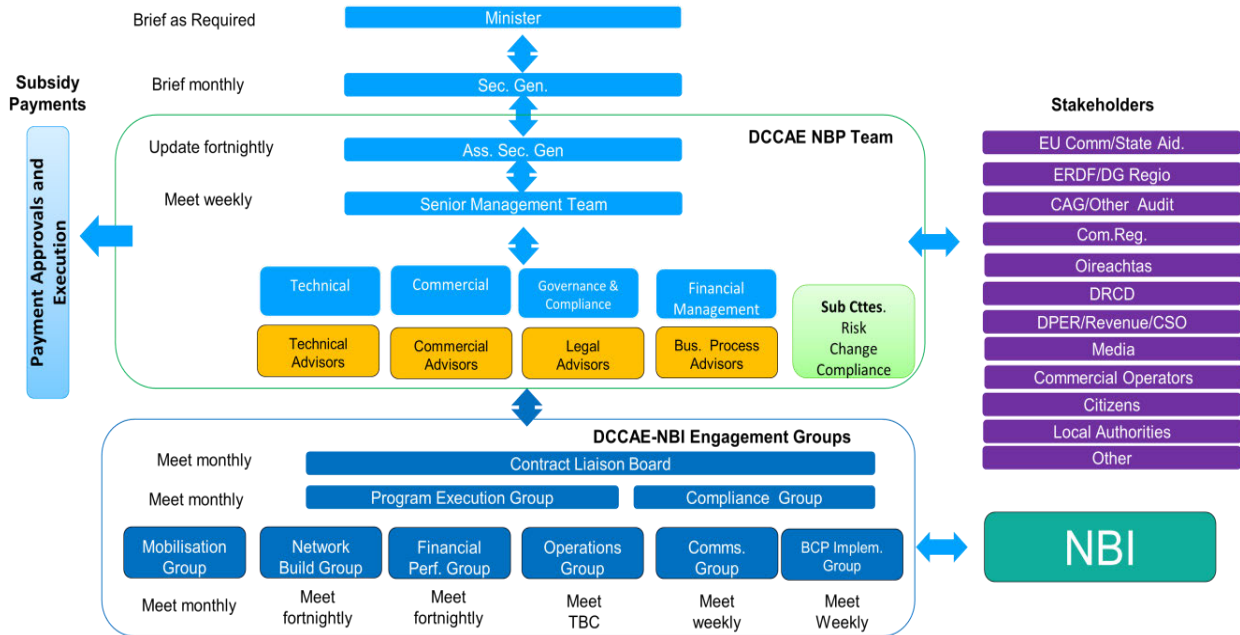 Brief as Required
Minister
Subsidy
Payments
Brief monthly
Sec. Gen.
Stakeholders
DCCAE NBP Team
Update fortnightly
Ass. Sec. Gen
Meet weekly
Senior Management Team
Payment Approvals and
Execution
Technical
Commercial
Governance &
Compliance
Financial
Management
Technical
Advisors
Commercial
Advisors
Legal
Advisors
Bus. Process
Advisors
Sub Cttes.
Risk
Change
Compliance
EU Comm/State Aid.
ERDF/DG Regio
CAG/Other Audit
Com.Reg.
Oireachtas
DRCD
DPER/Revenue/CSO
Media
Commercial Operators
Citizens
Local Authorities
Other
DCCAE-NBI Engagement Groups
Meet monthly
Contract Liaison Board
Meet monthly
Program Execution Group
Compliance Group
Mobilisation
Group
Network
Build Group
Financial
Perf. Group
Operations
Group
Comms.
Group
BCP Implem.
Group
Meet monthly
Meet
fortnightly
Meet
fortnightly
Meet
TBC
Meet
weekly
Meet
Weekly
NBI